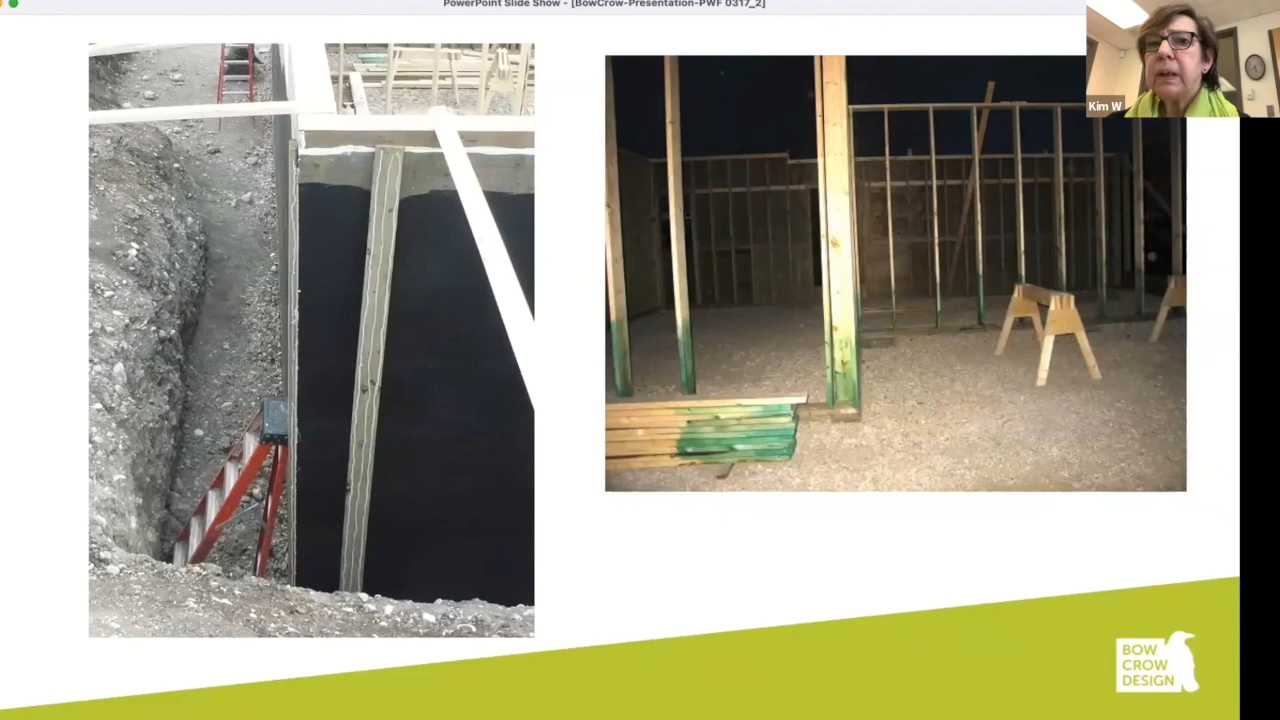 PowerPoint Slide Show - [BowCrow-Presentation-PWF 0317_2]
Kim W
BOW
CROW
DESIGN